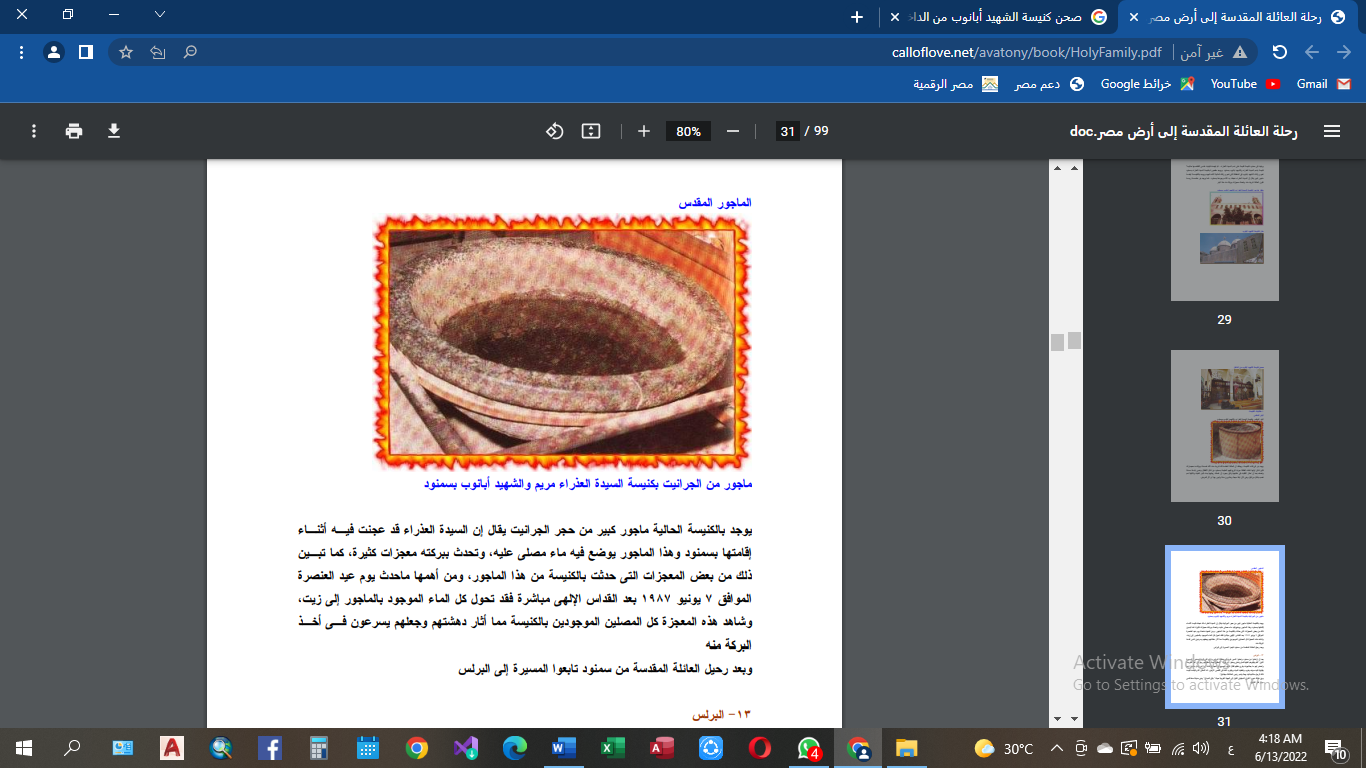 رحلة العائلة المقدسة إلى أرض مصر
صحن كنيسة الشهيد أبانوب من الداخ
غير آمن
calloflove.net/avatony/book/HolyFamily.pdf
Gmail
YouTube
خرائط Google
دعم مصر
مصر الرقمية
رحلة العائلة المقدسة إلى أرض مصر.doc
31 / 99
80%
الماجور المقدس
ماجور من الجرانيت بكنيسة السيدة العذراء مريم والشهيد أبانوب بسمنود
يوجد بالكنيسة الحالية ماجور كبير من حجر الجرانيت يقال إن السيدة العذراء قد عجنت فيـــه أثنـــاء
إقامتها بسمنود وهذا الماجور يوضع فيه ماء مصلى عليه، وتحدث ببركته معجزات كثيرة، كما تبـــين
ذلك من بعض المعجزات التى حدثت بالكنيسة من هذا الماجور، ومن أهمها ماحدث يوم عيد العنصرة
الموافق ٧ يونيو ١٩٨٧ بعد القداس الإلهى مباشرة فقد تحول كل الماء الموجود بالماجور إلى زيت،
وشاهد هذه المعجزة كل المصلين الموجودين بالكنيسة مما أثار دهشتهم وجعلهم يسرعون فـــى أخـــذ
البركة منه
وبعد رحيل العائلة المقدسة من سمنود تابعوا المسيرة إلى البرلس
١٣- البرلس
29
30
31
Activate Windows
Go to Settings to activate Windows.
4
30°C
ع
4:18 AM
6/13/2022
10